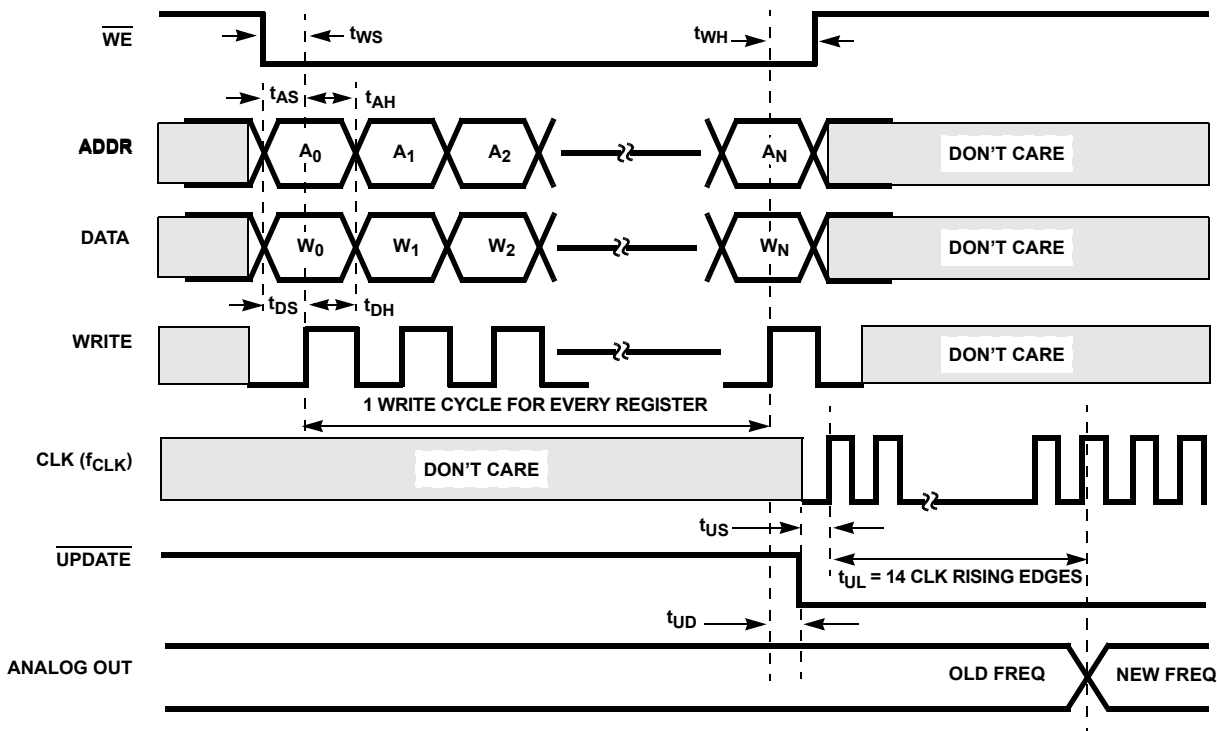 WE
tWS
tWH
tAS
tAH
ADDR
A0
A1
A2
AN
DON'T CARE
DATA
W0
W1
W2
WN
DON'T CARE
tDS
tDH
WRITE
DON'T CARE
1 WRITE CYCLE FOR EVERY REGISTER
CLK (fCLK)
DON'T CARE
tUS
UPDATE
tUL = 14 CLK RISING EDGES
tUD
ANALOG OUT
OLD FREQ
NEW FREQ